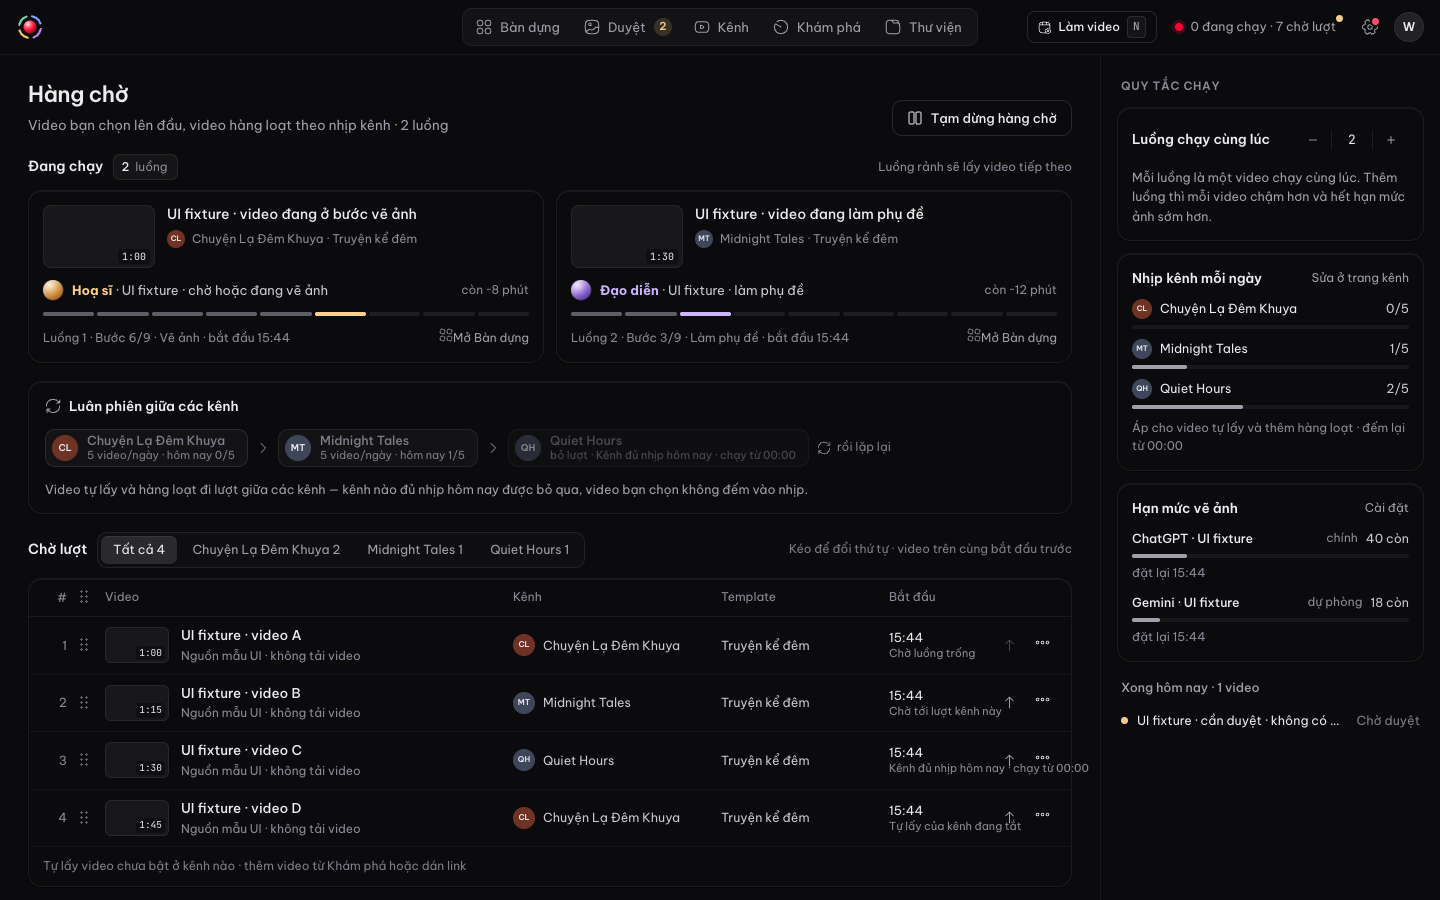 Bàn dựng
Duyệt 2
Kênh
Khám phá
Thư viện
Làm video N
0 đang chạy · 7 chờ lượt
W
Hàng chờ
Video bạn chọn lên đầu, video hàng loạt theo nhịp kênh · 2 luồng
Tạm dừng hàng chờ
Đang chạy 2 luồng
Luồng rảnh sẽ lấy video tiếp theo
UI fixture · video đang ở bước vẽ ảnh
1:00
CL Chuyện Lạ Đêm Khuya · Truyện kể đêm
Hoạ sĩ · UI fixture · chờ hoặc đang vẽ ảnh
còn ~8 phút
Luồng 1 · Bước 6/9 · Vẽ ảnh · bắt đầu 15:44
Mở Bàn dựng
UI fixture · video đang làm phụ đề
1:30
MT Midnight Tales · Truyện kể đêm
Đạo diễn · UI fixture · làm phụ đề
còn ~12 phút
Luồng 2 · Bước 3/9 · Làm phụ đề · bắt đầu 15:44
Mở Bàn dựng
Luân phiên giữa các kênh
CL Chuyện Lạ Đêm Khuya
5 video/ngày · hôm nay 0/5
MT Midnight Tales
5 video/ngày · hôm nay 1/5
QH Quiet Hours
bỏ lượt · Kênh đủ nhịp hôm nay · chạy từ 00:00
rồi lặp lại
Video tự lấy và hàng loạt đi lượt giữa các kênh — kênh nào đủ nhịp hôm nay được bỏ qua, video bạn chọn không đếm vào nhịp.
Chờ lượt
Tất cả 4
Chuyện Lạ Đêm Khuya 2
Midnight Tales 1
Quiet Hours 1
Kéo để đổi thứ tự · video trên cùng bắt đầu trước
# Video Kênh Template Bắt đầu
1 1:00 UI fixture · video A
Nguồn mẫu UI · không tải video
CL Chuyện Lạ Đêm Khuya
Truyện kể đêm
15:44
Chờ luồng trống
2 1:15 UI fixture · video B
Nguồn mẫu UI · không tải video
MT Midnight Tales
Truyện kể đêm
15:44
Chờ tới lượt kênh này
3 1:30 UI fixture · video C
Nguồn mẫu UI · không tải video
QH Quiet Hours
Truyện kể đêm
15:44
Kênh đủ nhịp hôm nay · chạy từ 00:00
4 1:45 UI fixture · video D
Nguồn mẫu UI · không tải video
CL Chuyện Lạ Đêm Khuya
Truyện kể đêm
15:44
Tự lấy của kênh đang tắt
Tự lấy video chưa bật ở kênh nào · thêm video từ Khám phá hoặc dán link
QUY TẮC CHẠY
Luồng chạy cùng lúc − 2 +
Mỗi luồng là một video chạy cùng lúc. Thêm
luồng thì mỗi video chậm hơn và hết hạn mức
ảnh sớm hơn.
Nhịp kênh mỗi ngày
Sửa ở trang kênh
CL Chuyện Lạ Đêm Khuya 0/5
MT Midnight Tales 1/5
QH Quiet Hours 2/5
Áp cho video tự lấy và thêm hàng loạt · đếm lại
từ 00:00
Hạn mức vẽ ảnh
Cài đặt
ChatGPT · UI fixture chính 40 còn
đặt lại 15:44
Gemini · UI fixture dự phòng 18 còn
đặt lại 15:44
Xong hôm nay · 1 video
UI fixture · cần duyệt · không có ... Chờ duyệt